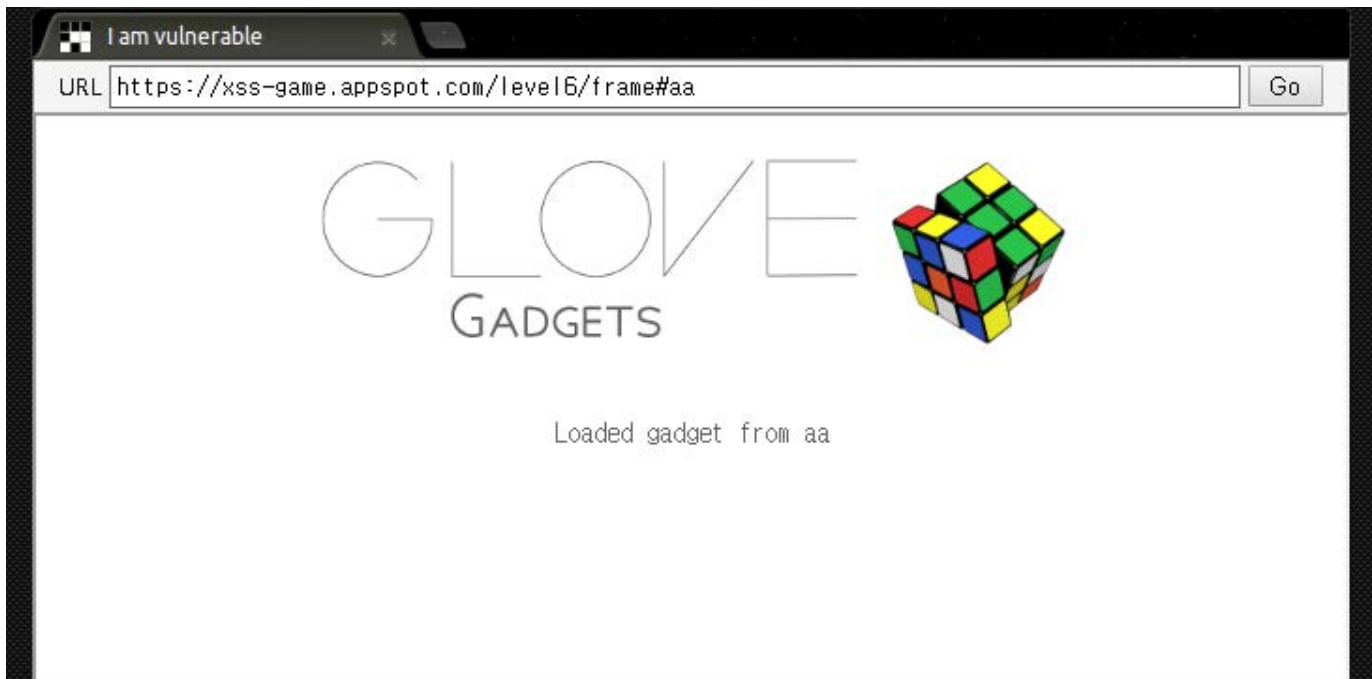 I am vulnerable
URL https://xss-game.appspot.com/level6/frame#aa Go
GLOVE
GADGETS
Loaded gadget from aa